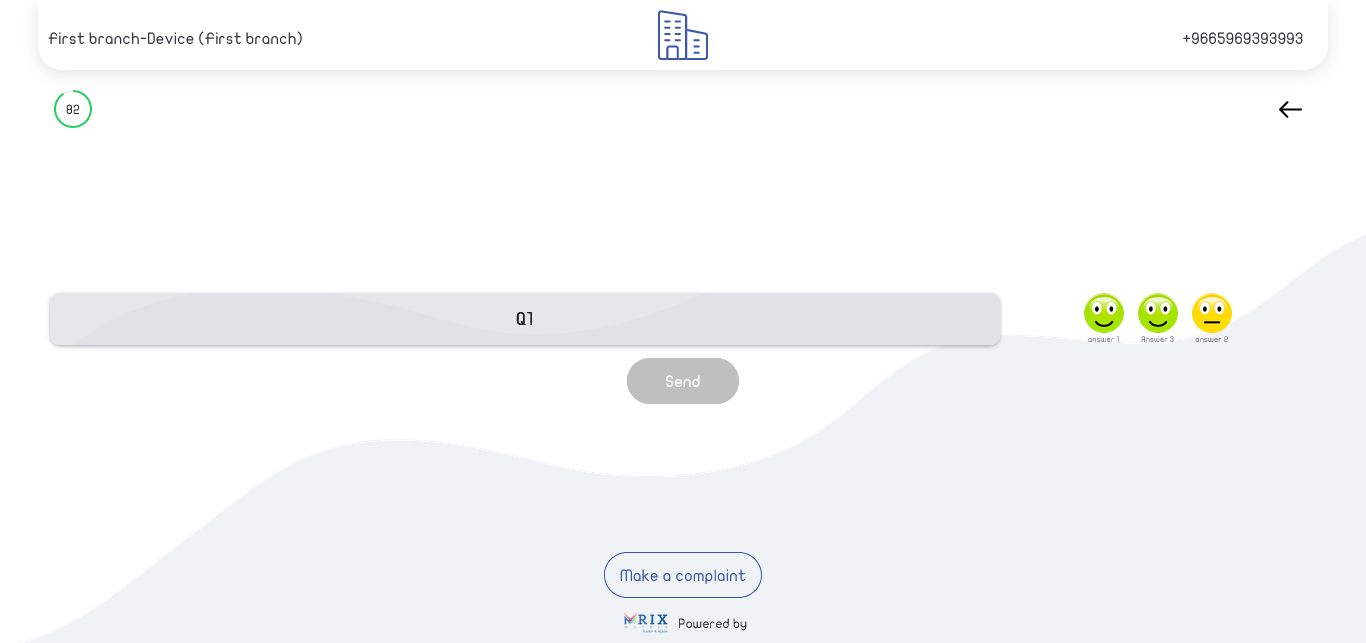 First branch-Device (First branch)
+9665969393993
82
Q1
answer 1
Answer 3
answer 2
Send
Make a complaint
MRIX
Powered by